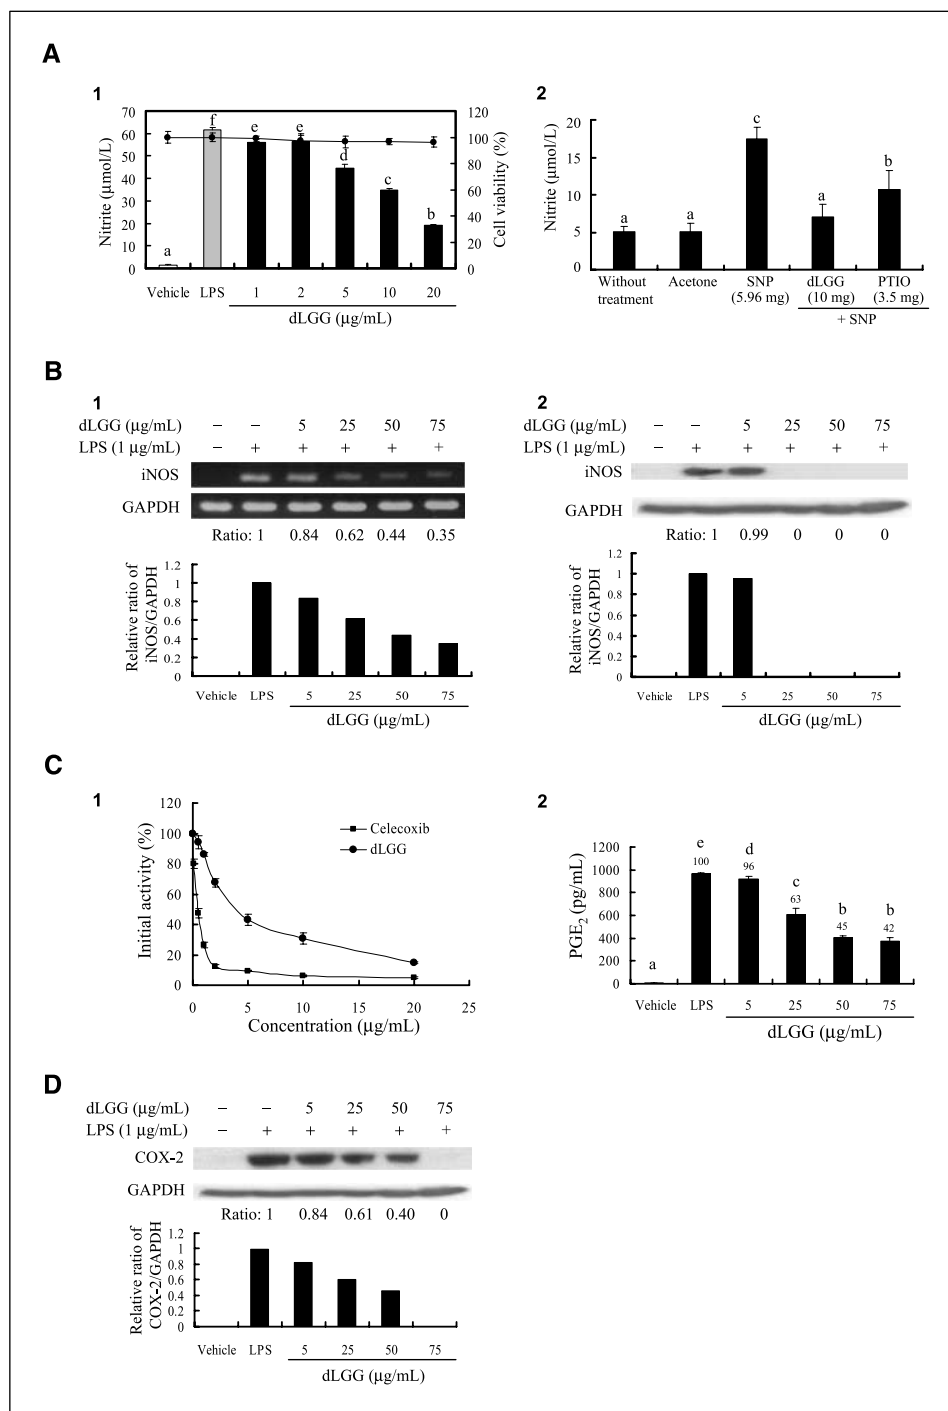 A
1
70
60
50
40
30
20
10
0
Nitrite (µmol/L)
120
100
80
60
40
20
0
Cell viability (%)
a
f
e
e
d
c
b
Vehicle LPS 1 2 5 10 20
dLGG (µg/mL)
2
20
15
10
5
0
Nitrite (µmol/L)
a
a
c
a
b
Without treatment
Acetone
SNP (5.96 mg)
dLGG (10 mg)
PTIO (3.5 mg)
+ SNP
B
1
dLGG (µg/mL) – – 5 25 50 75
LPS (1 µg/mL) – + + + + +
iNOS
GAPDH
Ratio: 1 0.84 0.62 0.44 0.35
Relative ratio of
iNOS/GAPDH
1.2
1
0.8
0.6
0.4
0.2
0
Vehicle LPS 5 25 50 75
dLGG (µg/mL)
2
dLGG (µg/mL) – – 5 25 50 75
LPS (1 µg/mL) – + + + + +
iNOS
GAPDH
Ratio: 1 0.99 0 0 0
Relative ratio of
iNOS/GAPDH
1.2
1
0.8
0.6
0.4
0.2
0
Vehicle LPS 5 25 50 75
dLGG (µg/mL)
C
1
120
100
80
60
40
20
0
Initial activity (%)
Celecoxib
dLGG
0 5 10 15 20 25
Concentration (µg/mL)
2
1200
1000
800
600
400
200
0
PGE2 (pg/mL)
a
e
100
d
96
c
63
b
45
b
42
Vehicle LPS 5 25 50 75
dLGG (µg/mL)
D
dLGG (µg/mL) – – 5 25 50 75
LPS (1 µg/mL) – + + + + +
COX-2
GAPDH
Ratio: 1 0.84 0.61 0.40 0
Relative ratio of
COX-2/GAPDH
1.2
1
0.8
0.6
0.4
0.2
0
Vehicle LPS 5 25 50 75
dLGG (µg/mL)